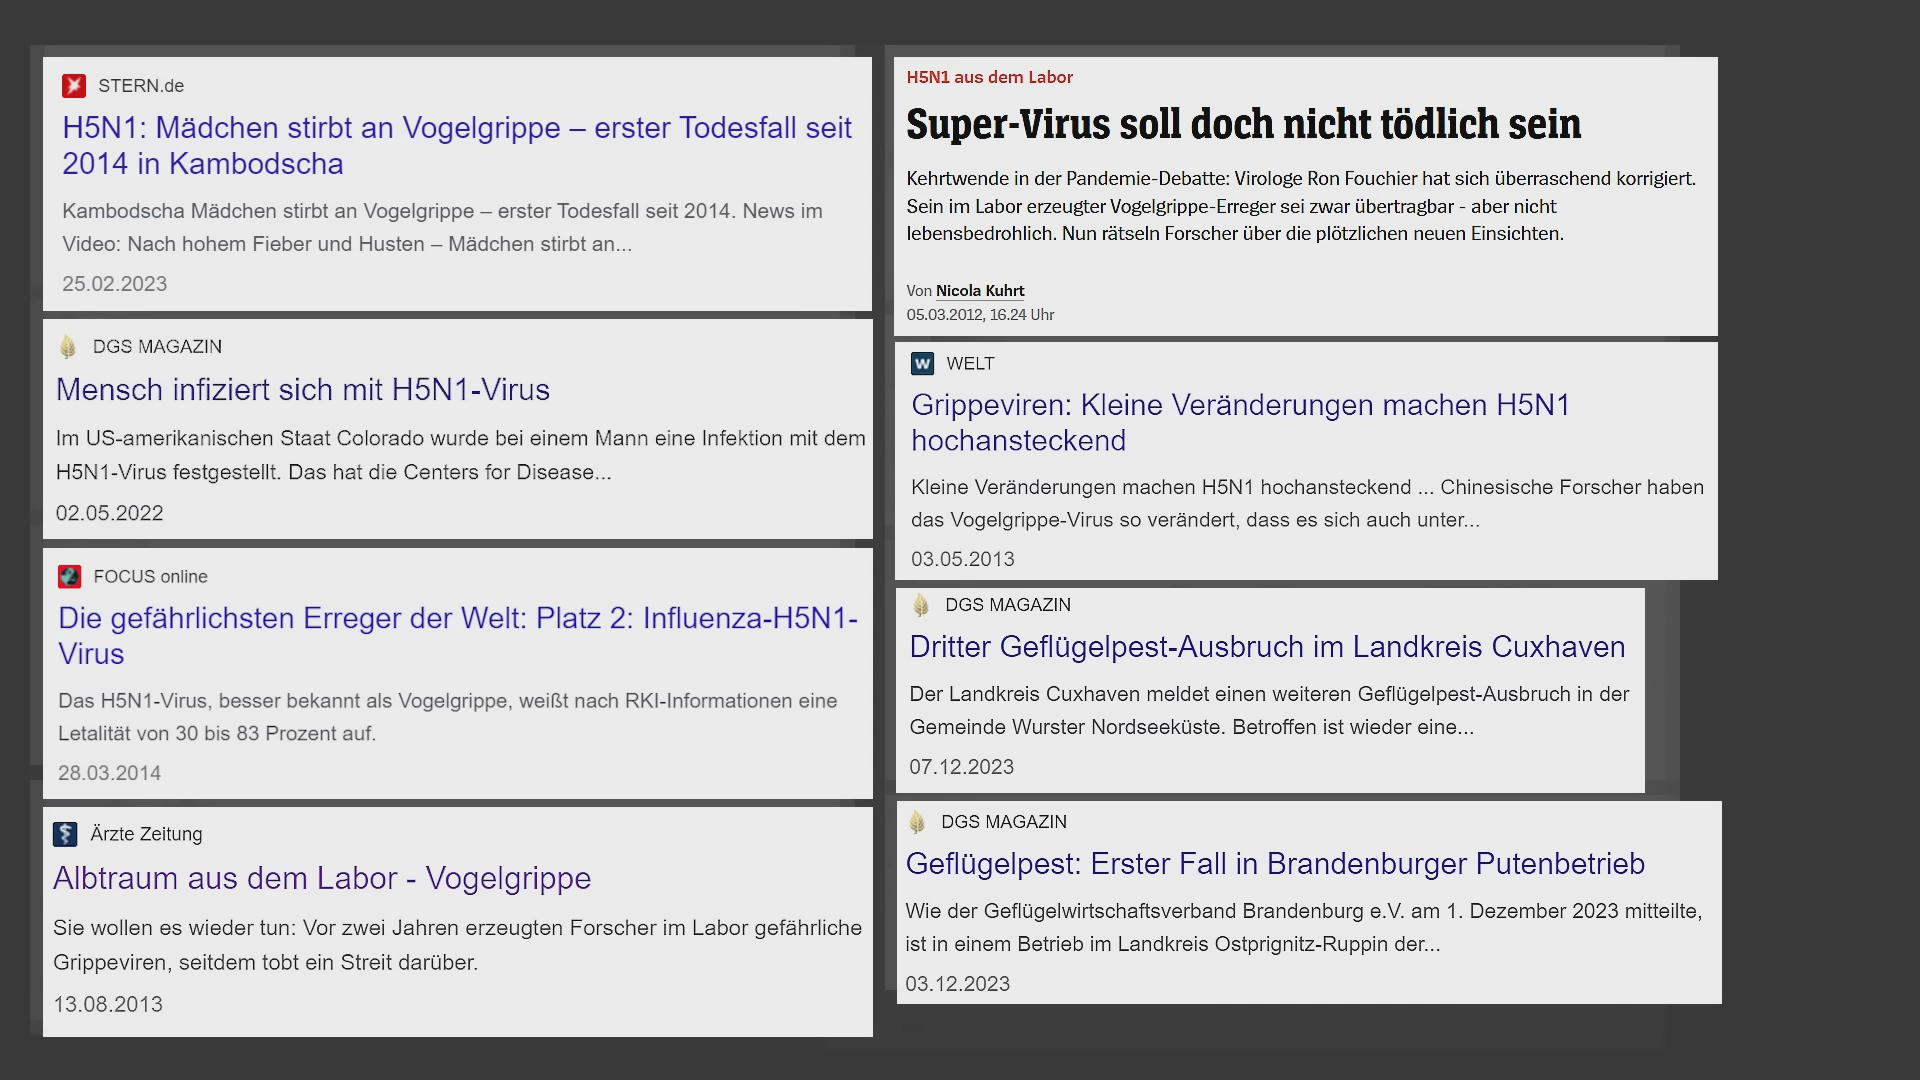 STERN.de
H5N1: Mädchen stirbt an Vogelgrippe – erster Todesfall seit
2014 in Kambodscha
Kambodscha Mädchen stirbt an Vogelgrippe – erster Todesfall seit 2014. News im
Video: Nach hohem Fieber und Husten – Mädchen stirbt an...
25.02.2023
DGS MAGAZIN
Mensch infiziert sich mit H5N1-Virus
Im US-amerikanischen Staat Colorado wurde bei einem Mann eine Infektion mit dem
H5N1-Virus festgestellt. Das hat die Centers for Disease...
02.05.2022
FOCUS online
Die gefährlichsten Erreger der Welt: Platz 2: Influenza-H5N1-
Virus
Das H5N1-Virus, besser bekannt als Vogelgrippe, weißt nach RKI-Informationen eine
Letalität von 30 bis 83 Prozent auf.
28.03.2014
Ärzte Zeitung
Albtraum aus dem Labor - Vogelgrippe
Sie wollen es wieder tun: Vor zwei Jahren erzeugten Forscher im Labor gefährliche
Grippeviren, seitdem tobt ein Streit darüber.
13.08.2013
H5N1 aus dem Labor
Super-Virus soll doch nicht tödlich sein
Kehrtwende in der Pandemie-Debatte: Virologe Ron Fouchier hat sich überraschend korrigiert.
Sein im Labor erzeugter Vogelgrippe-Erreger sei zwar übertragbar - aber nicht
lebensbedrohlich. Nun rätseln Forscher über die plötzlichen neuen Einsichten.
Von Nicola Kuhrt
05.03.2012, 16.24 Uhr
W WELT
Grippeviren: Kleine Veränderungen machen H5N1
hochansteckend
Kleine Veränderungen machen H5N1 hochansteckend ... Chinesische Forscher haben
das Vogelgrippe-Virus so verändert, dass es sich auch unter...
03.05.2013
DGS MAGAZIN
Dritter Geflügelpest-Ausbruch im Landkreis Cuxhaven
Der Landkreis Cuxhaven meldet einen weiteren Geflügelpest-Ausbruch in der
Gemeinde Wurster Nordseeküste. Betroffen ist wieder eine...
07.12.2023
DGS MAGAZIN
Geflügelpest: Erster Fall in Brandenburger Putenbetrieb
Wie der Geflügelwirtschaftsverband Brandenburg e.V. am 1. Dezember 2023 mitteilte,
ist in einem Betrieb im Landkreis Ostprignitz-Ruppin der...
03.12.2023